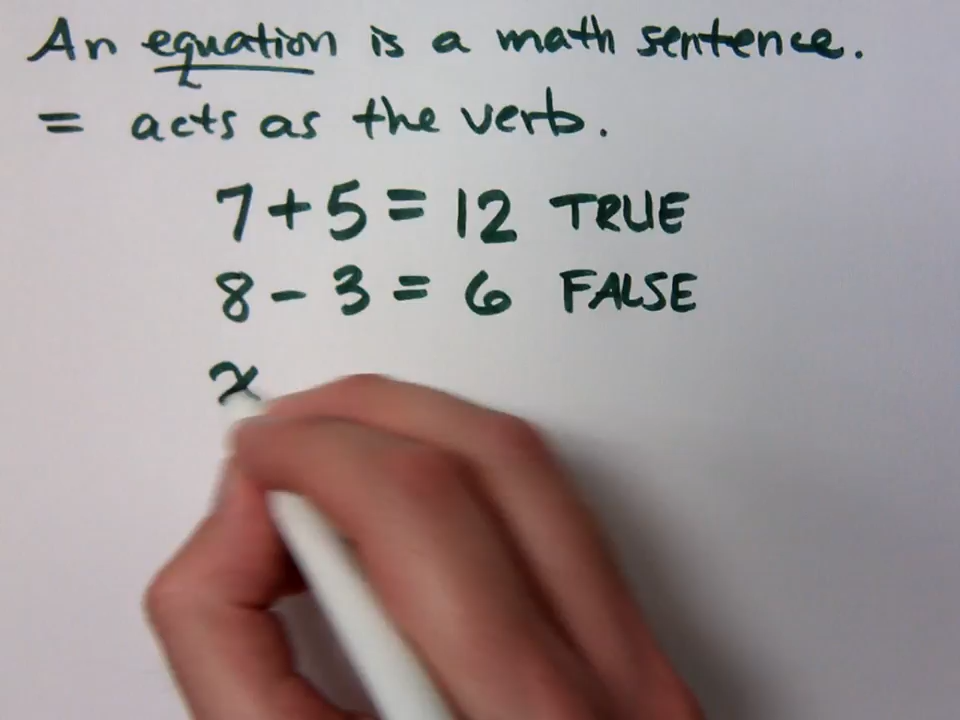 An equation is a math sentence.
= acts as the verb.
7 + 5 = 12 TRUE
8 - 3 = 6 FALSE
x